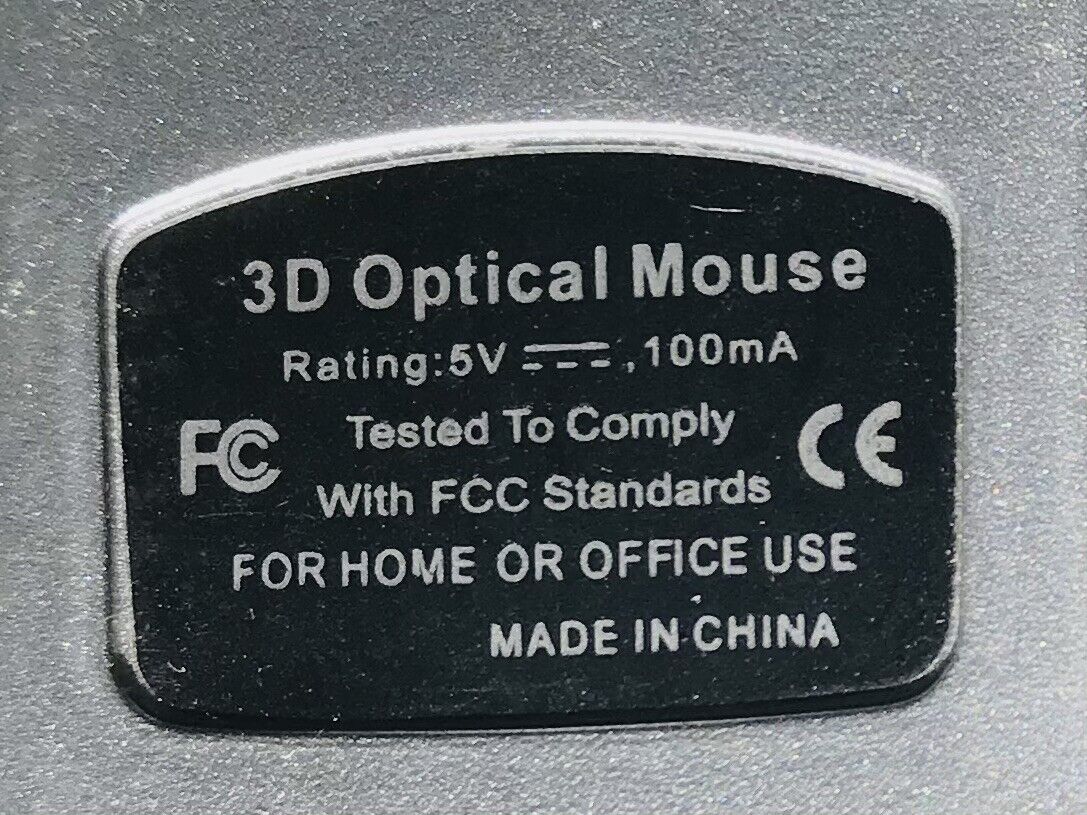 3D Optical Mouse
Rating:5V ⎓,100mA
FC Tested To Comply CE
With FCC Standards
FOR HOME OR OFFICE USE
MADE IN CHINA